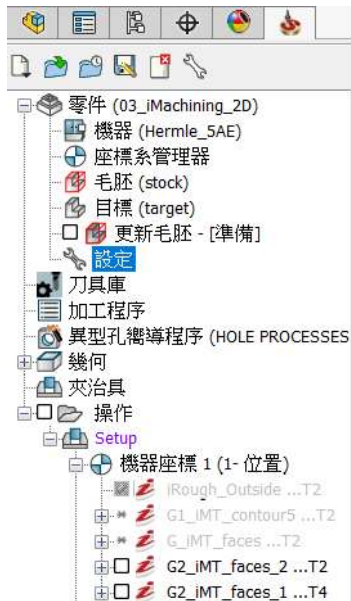 零件 (03_iMachining_2D)
機器 (Hermle_5AE)
座標系管理器
毛胚 (stock)
目標 (target)
更新毛胚 - [準備]
設定
刀具庫
加工程序
異型孔嚮導程序 (HOLE PROCESSES
幾何
夾治具
操作
Setup
機器座標 1 (1- 位置)
iRough_Outside ...T2
G1_iMT_contour5 ...T2
G_iMT_faces ...T2
G2_iMT_faces_2 ...T2
G2_iMT_faces_1 ...T4